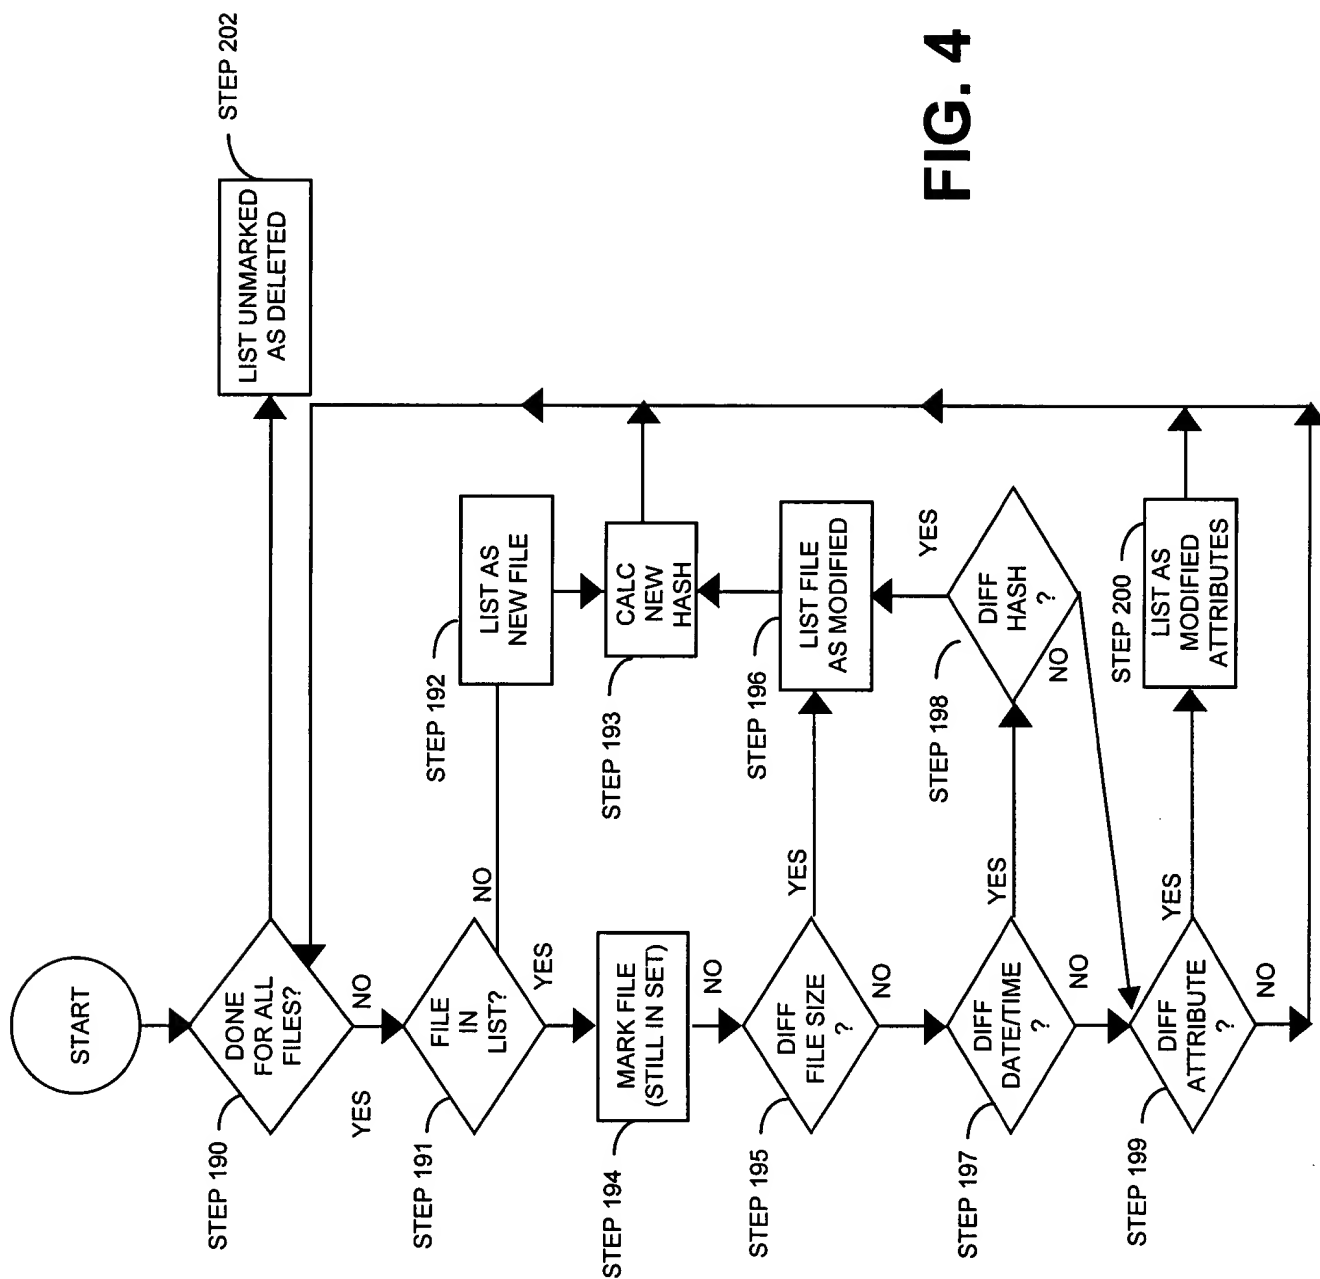 START
DONE
FOR ALL
FILES?
STEP 190
YES
NO
LIST UNMARKED
AS DELETED
STEP 202
FILE
IN
LIST?
STEP 191
NO
YES
LIST AS
NEW FILE
STEP 192
CALC
NEW
HASH
STEP 193
MARK FILE
(STILL IN SET)
STEP 194
NO
DIFF
FILE SIZE
?
STEP 195
YES
NO
LIST FILE
AS MODIFIED
STEP 196
DIFF
DATE/TIME
?
STEP 197
YES
NO
DIFF
HASH
?
STEP 198
YES
NO
DIFF
ATTRIBUTE
?
STEP 199
YES
NO
LIST AS
MODIFIED
ATTRIBUTES
STEP 200
FIG. 4